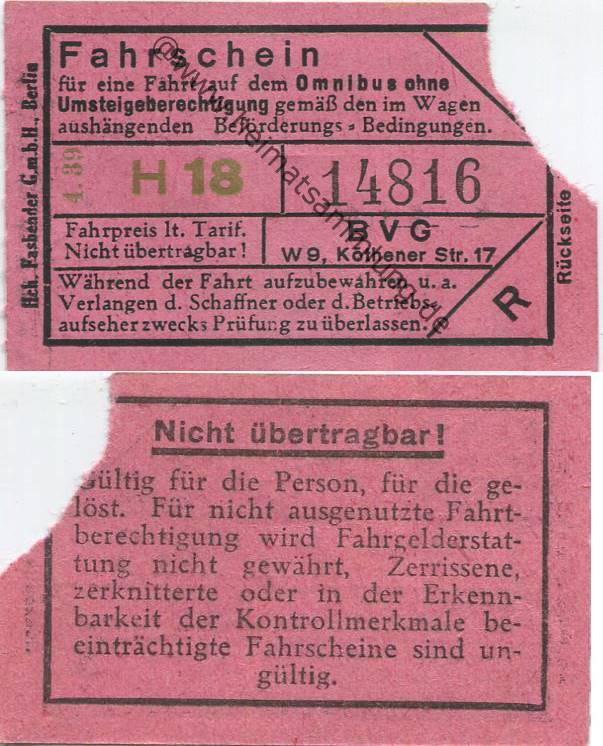 Fahrschein
für eine Fahrt auf dem Omnibus ohne
Umsteigeberechtigung gemäß den im Wagen
aushängenden Beförderungs-Bedingungen.
Hch. Fasbender G.m.b.H., Berlin
4. 39
H 18
14816
Fahrpreis lt. Tarif.
Nicht übertragbar!
BVG
W9, Köthener Str. 17
Während der Fahrt aufzubewahren u. a.
Verlangen d. Schaffner oder d. Betriebs-
aufseher zwecks Prüfung zu überlassen.
R
Rückseite
@www.heimatsammlung.de
Nicht übertragbar!
Gültig für die Person, für die ge-
löst. Für nicht ausgenutzte Fahrt-
berechtigung wird Fahrgelderstat-
tung nicht gewährt, Zerrissene,
zerknitterte oder in der Erkenn-
barkeit der Kontrollmerkmale be-
einträchtigte Fahrscheine sind un-
gültig.